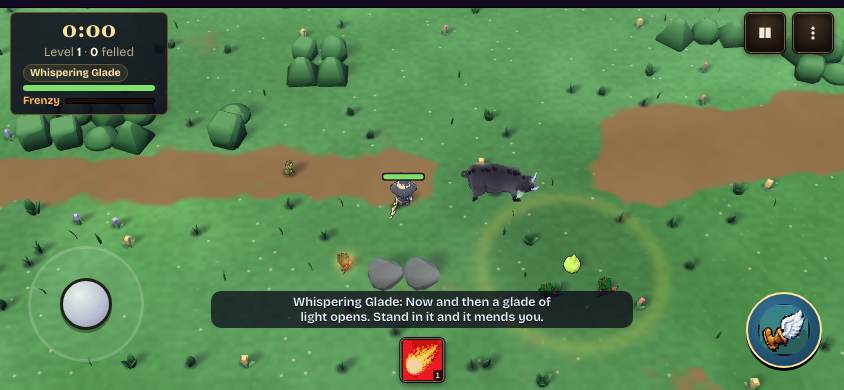 0:00
Level 1 · 0 felled
Whispering Glade
Frenzy
Whispering Glade: Now and then a glade of
light opens. Stand in it and it mends you.
1